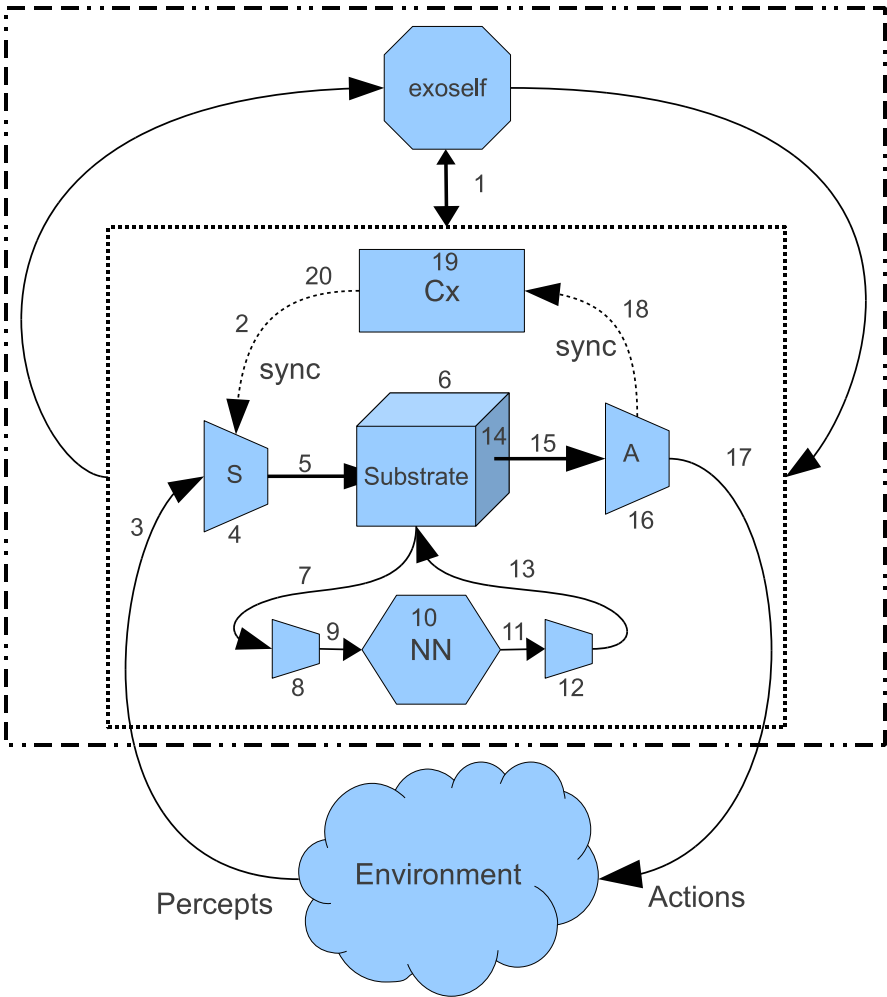 exoself
1
19
Cx
20
18
2
sync
sync
6
14
15
5
S
Substrate
A
17
4
16
3
7
13
9
10
11
NN
8
12
Environment
Percepts
Actions